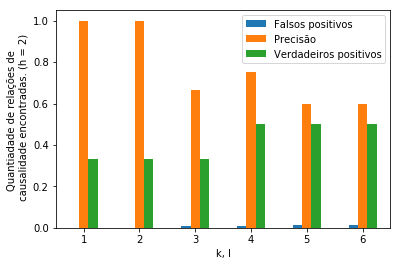 Falsos positivos
Precisão
Verdadeiros positivos
Quantiadade de relações de
causalidade encontradas. (h = 2)
1.0
0.8
0.6
0.4
0.2
0.0
1 2 3 4 5 6
k, l